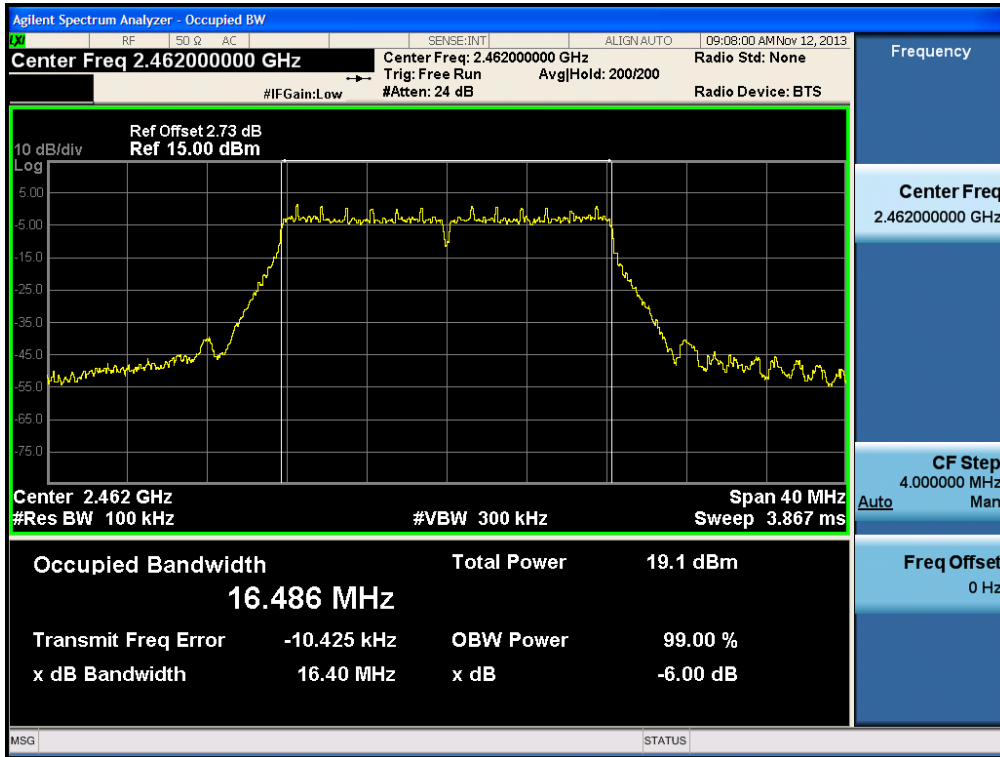 Agilent Spectrum Analyzer - Occupied BW
LXI RF 50 Ω AC SENSE:INT ALIGN AUTO 09:08:00 AM Nov 12, 2013
Center Freq 2.462000000 GHz
Center Freq: 2.462000000 GHz Radio Std: None
Trig: Free Run Avg|Hold: 200/200
#IFGain:Low #Atten: 24 dB Radio Device: BTS
Frequency
Ref Offset 2.73 dB
10 dB/div Ref 15.00 dBm
Log
5.00
-5.00
-15.0
-25.0
-35.0
-45.0
-55.0
-65.0
-75.0
Center 2.462 GHz Span 40 MHz
#Res BW 100 kHz #VBW 300 kHz Sweep 3.867 ms
Center Freq
2.462000000 GHz
CF Step
4.000000 MHz
Auto Man
Freq Offset
0 Hz
Occupied Bandwidth Total Power 19.1 dBm
16.486 MHz
Transmit Freq Error -10.425 kHz OBW Power 99.00 %
x dB Bandwidth 16.40 MHz x dB -6.00 dB
MSG STATUS